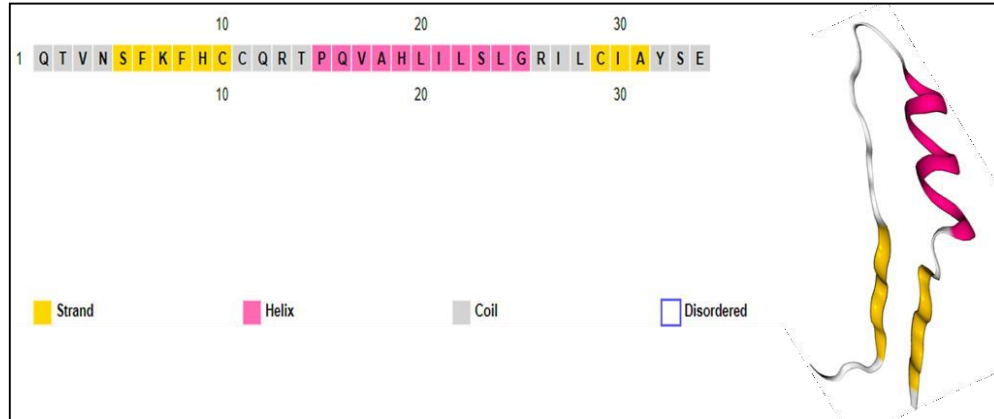 10 20 30
1 Q T V N S F K F H C C Q R T P Q V A H L I L S L G R I L C I A Y S E
10 20 30
Strand Helix Coil Disordered